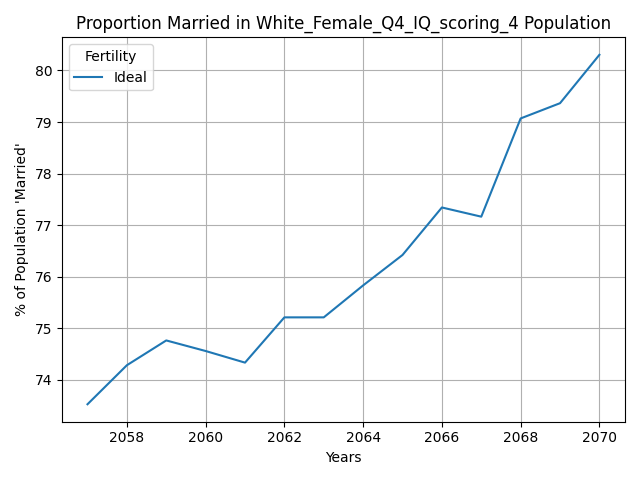 Proportion Married in White_Female_Q4_IQ_scoring_4 Population
Fertility
Ideal
% of Population 'Married'
80
79
78
77
76
75
74
2058 2060 2062 2064 2066 2068 2070
Years